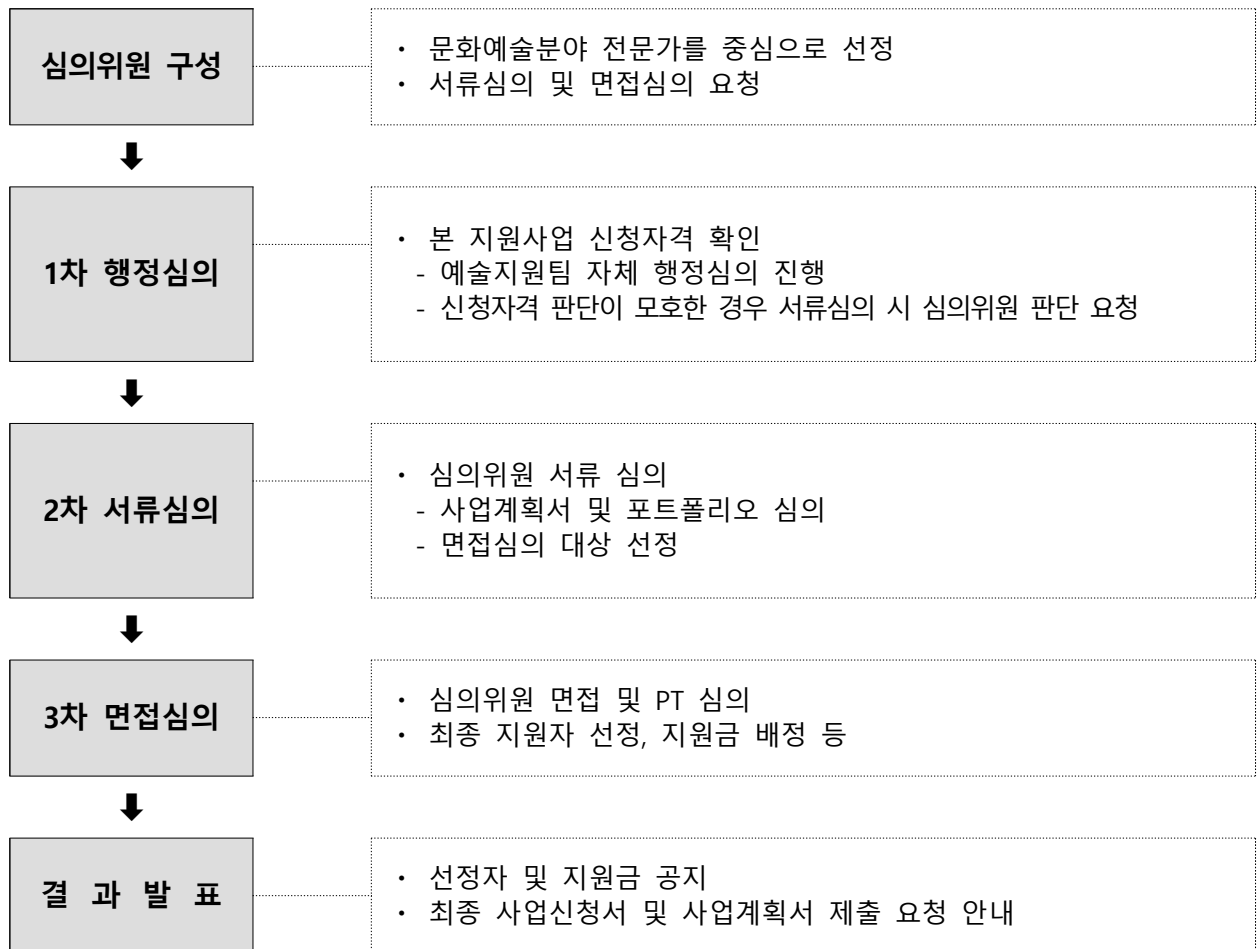 심의위원 구성
· 문화예술분야 전문가를 중심으로 선정
· 서류심의 및 면접심의 요청
1차 행정심의
· 본 지원사업 신청자격 확인
- 예술지원팀 자체 행정심의 진행
- 신청자격 판단이 모호한 경우 서류심의 시 심의위원 판단 요청
2차 서류심의
· 심의위원 서류 심의
- 사업계획서 및 포트폴리오 심의
- 면접심의 대상 선정
3차 면접심의
· 심의위원 면접 및 PT 심의
· 최종 지원자 선정, 지원금 배정 등
결 과 발 표
· 선정자 및 지원금 공지
· 최종 사업신청서 및 사업계획서 제출 요청 안내